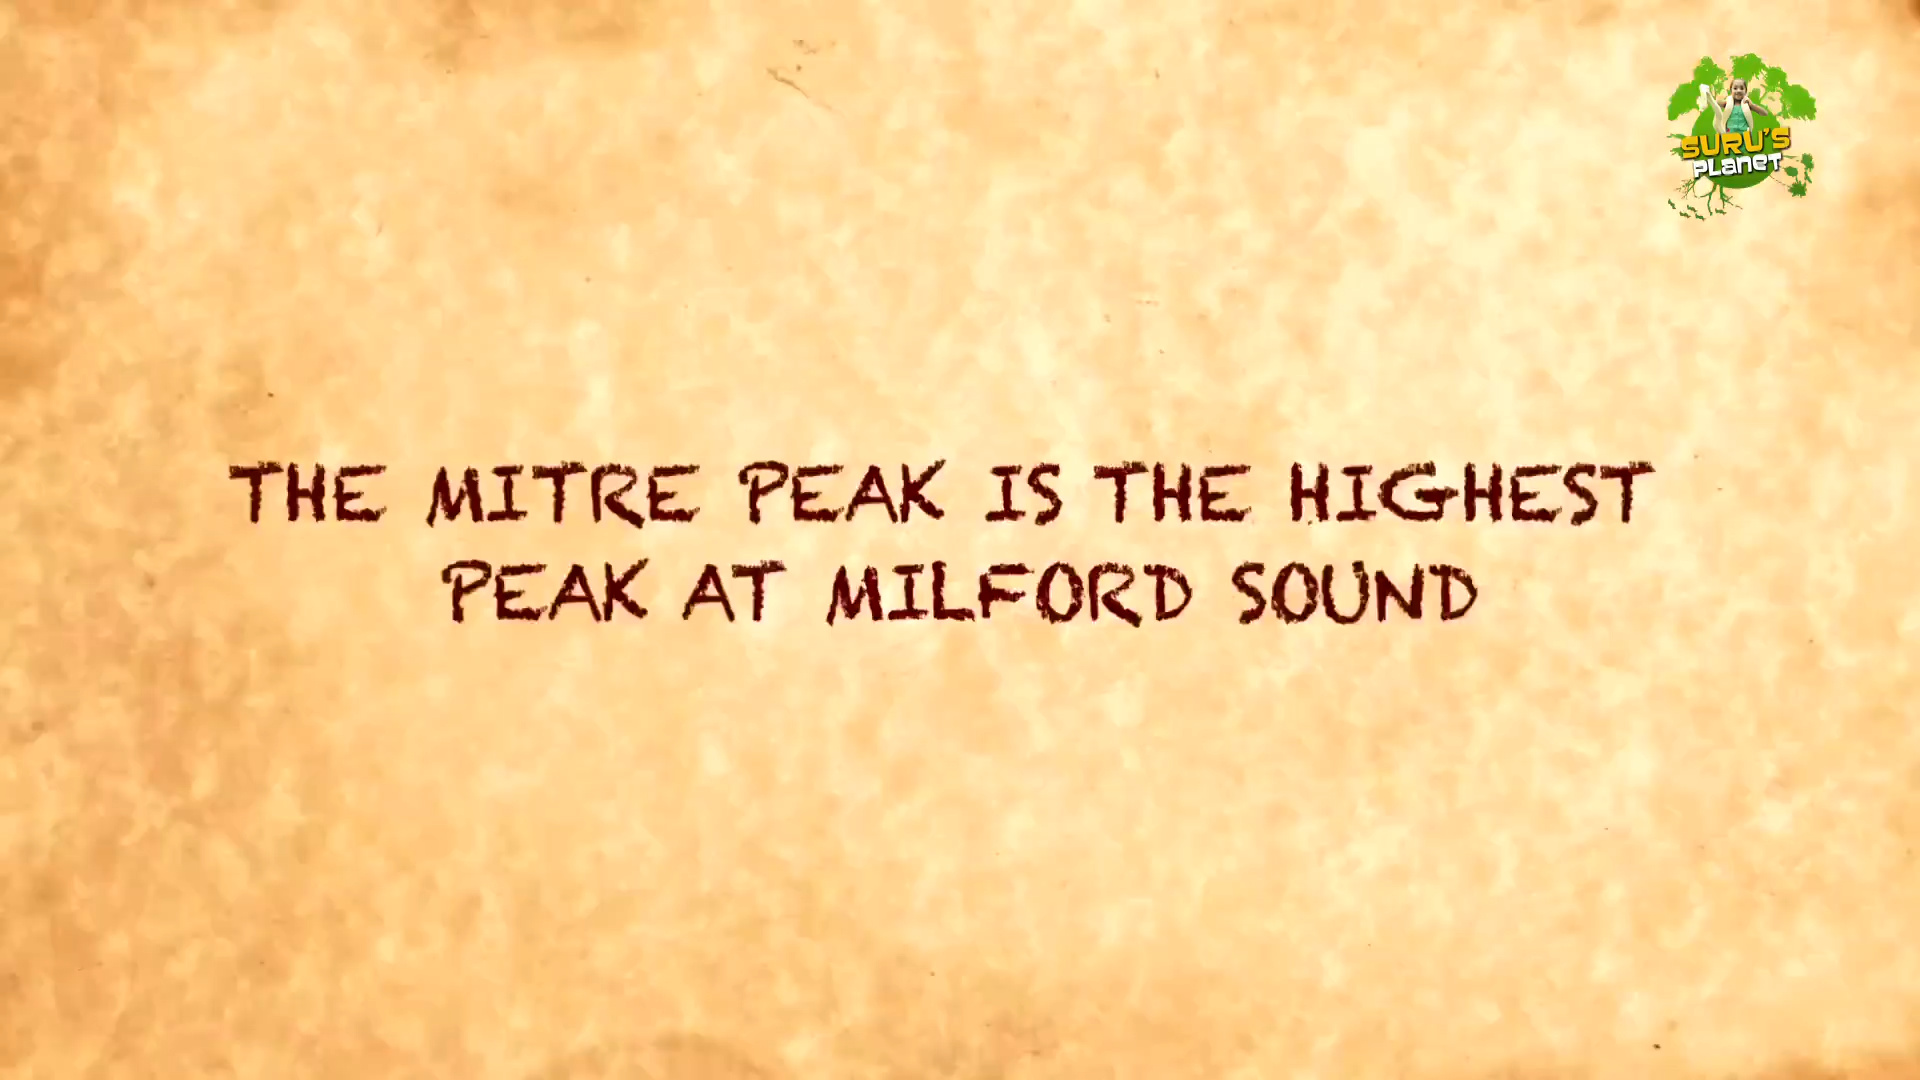 SURU'S
PLANET
THE MITRE PEAK IS THE HIGHEST
PEAK AT MILFORD SOUND